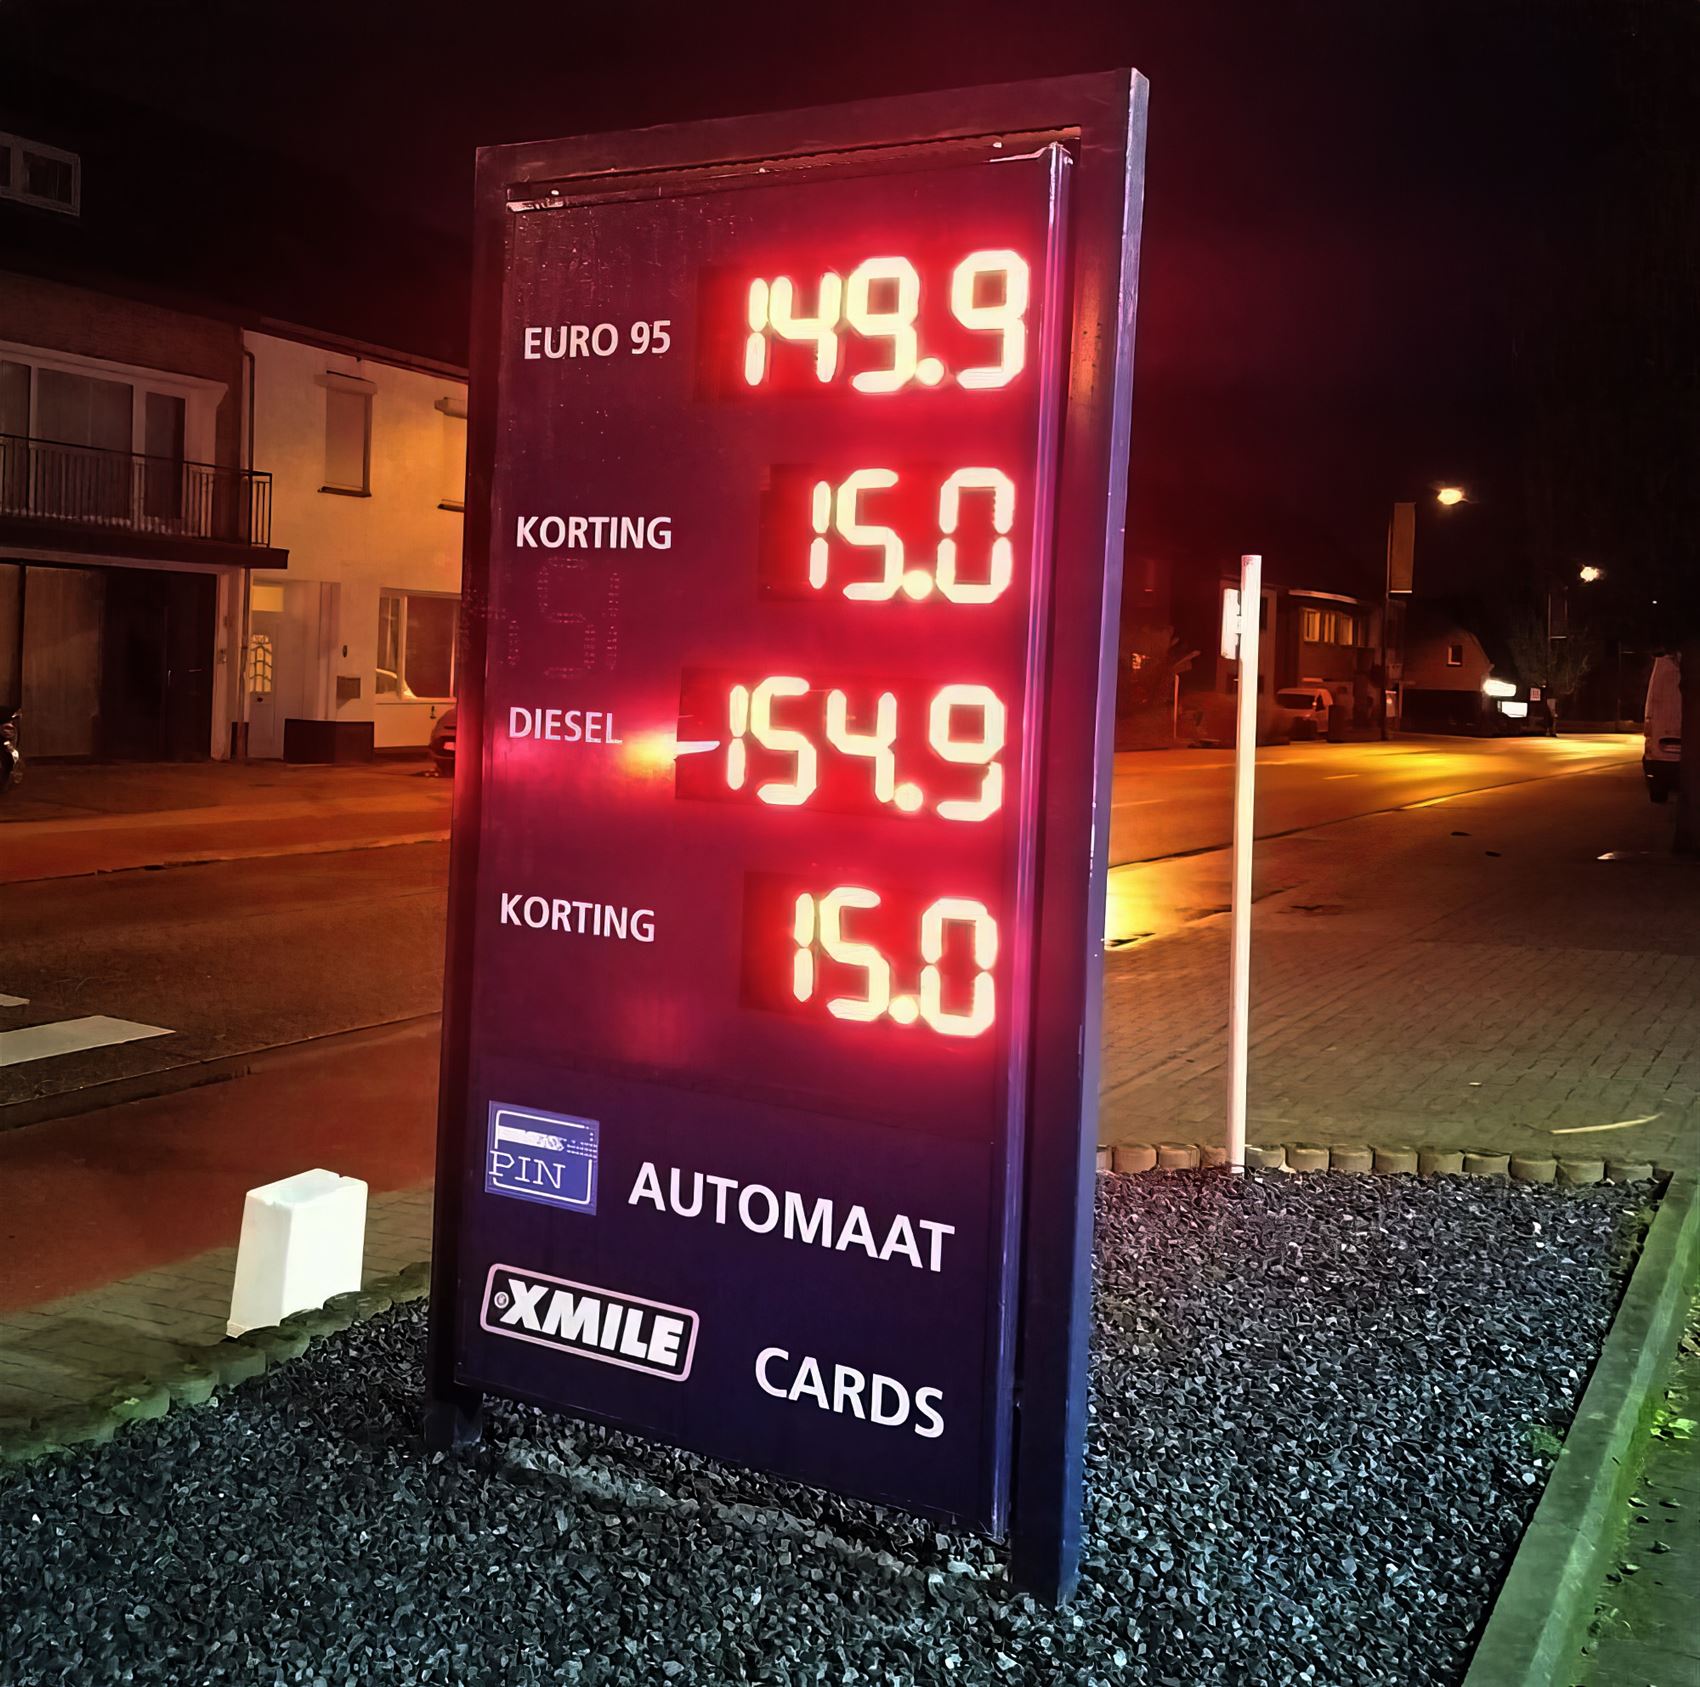 EURO 95 149.9
KORTING 15.0
DIESEL 154.9
KORTING 15.0
PIN AUTOMAAT
XMILE CARDS